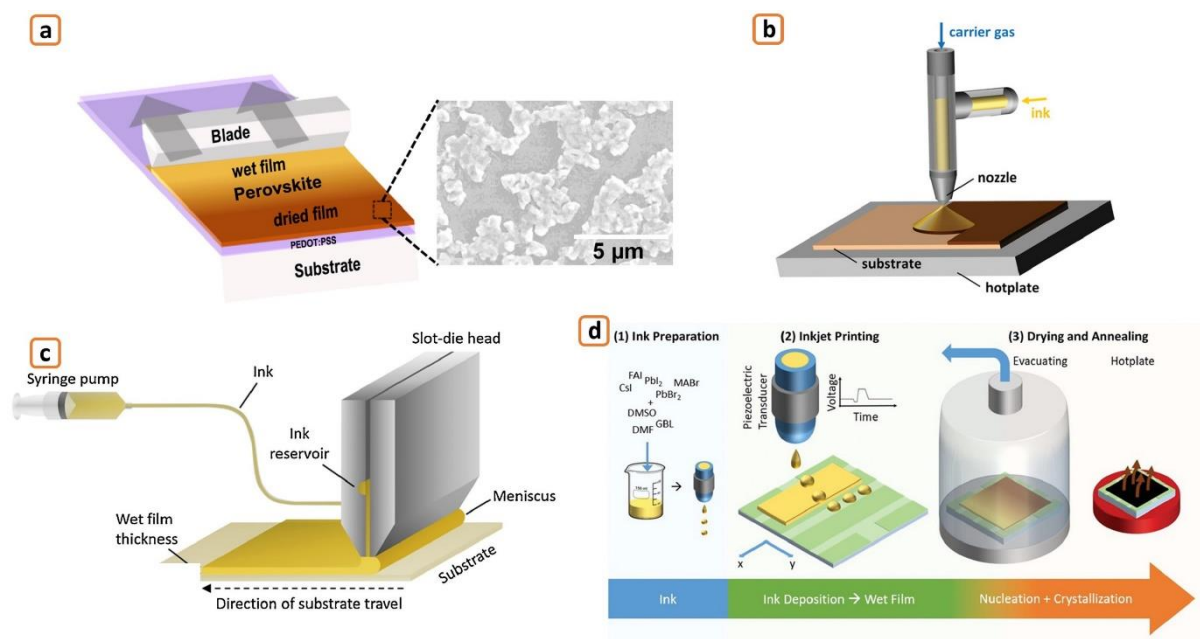 a
Blade
wet film
Perovskite
dried film
PEDOT:PSS
Substrate
5 µm
b
carrier gas
ink
nozzle
substrate
hotplate
c
Slot-die head
Syringe pump
Ink
Ink
reservoir
Meniscus
Wet film
thickness
Substrate
Direction of substrate travel
d
(1) Ink Preparation
FAI
CsI
PbI₂
MABr
PbBr₂
+
DMSO
GBL
DMF
(2) Inkjet Printing
Piezoelectric
Transducer
Voltage
Time
x
y
(3) Drying and Annealing
Evacuating
Hotplate
Ink
Ink Deposition → Wet Film
Nucleation + Crystallization